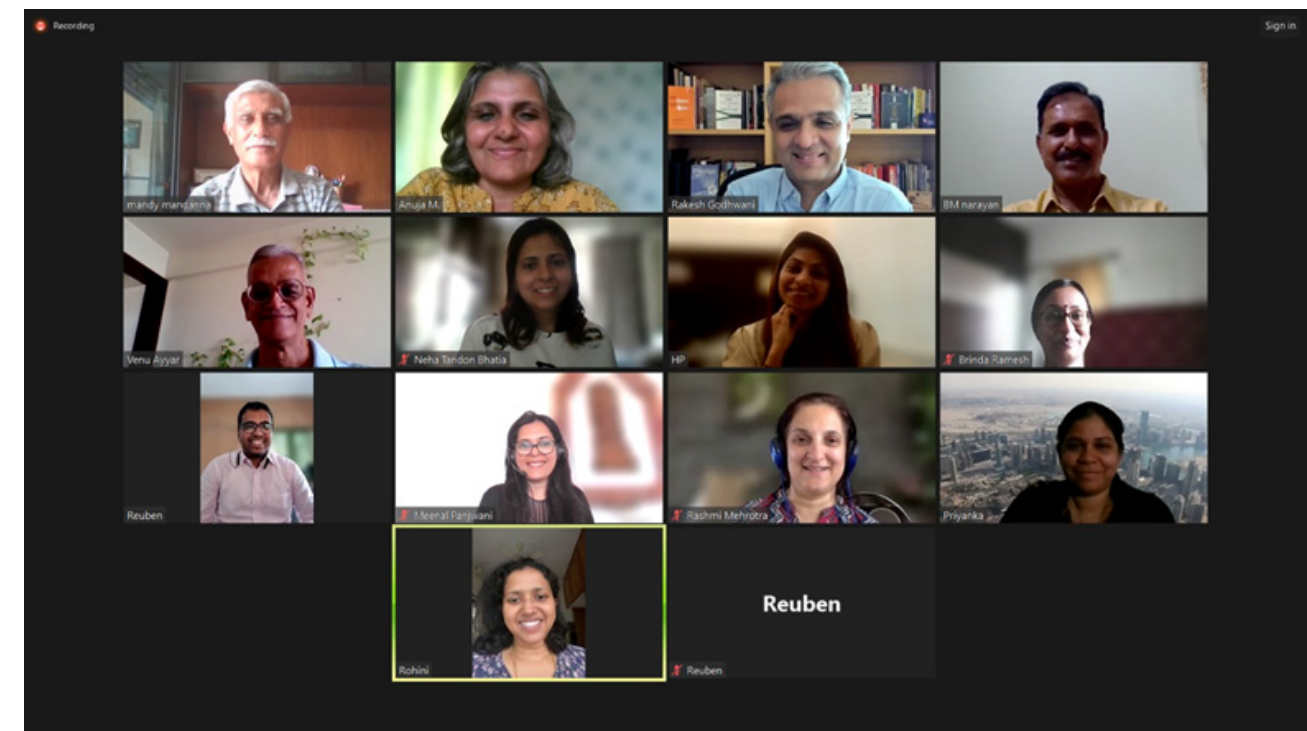 Recording
Sign in
mandy mandanna
Anuja M.
Rakesh Godhwani
BM narayan
Venu Ayyar
Neha Tandon Bhatia
HP
Brinda Ramesh
Reuben
Meenal Panjwani
Rashmi Mehrotra
Priyanka
Reuben
Rohini
Reuben